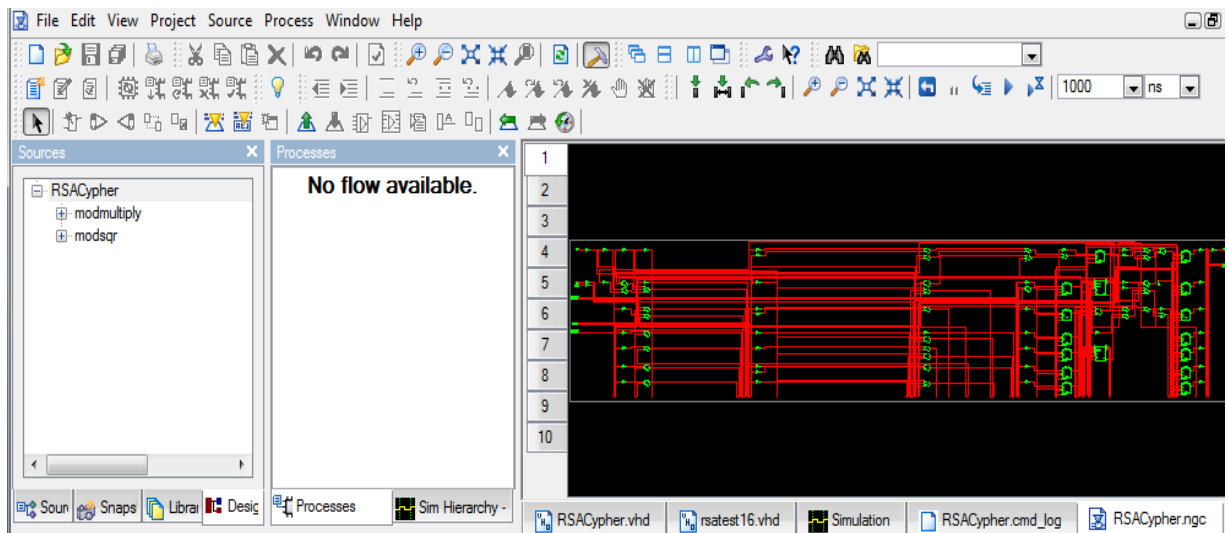 File Edit View Project Source Process Window Help
1000 ns
Sources
Processes
RSACypher
modmultiply
modsqr
No flow available.
1
2
3
4
5
6
7
8
9
10
Sour Snaps Librar Desig
Processes Sim Hierarchy -
RSACypher.vhd rsatest16.vhd Simulation RSACypher.cmd_log RSACypher.ngc